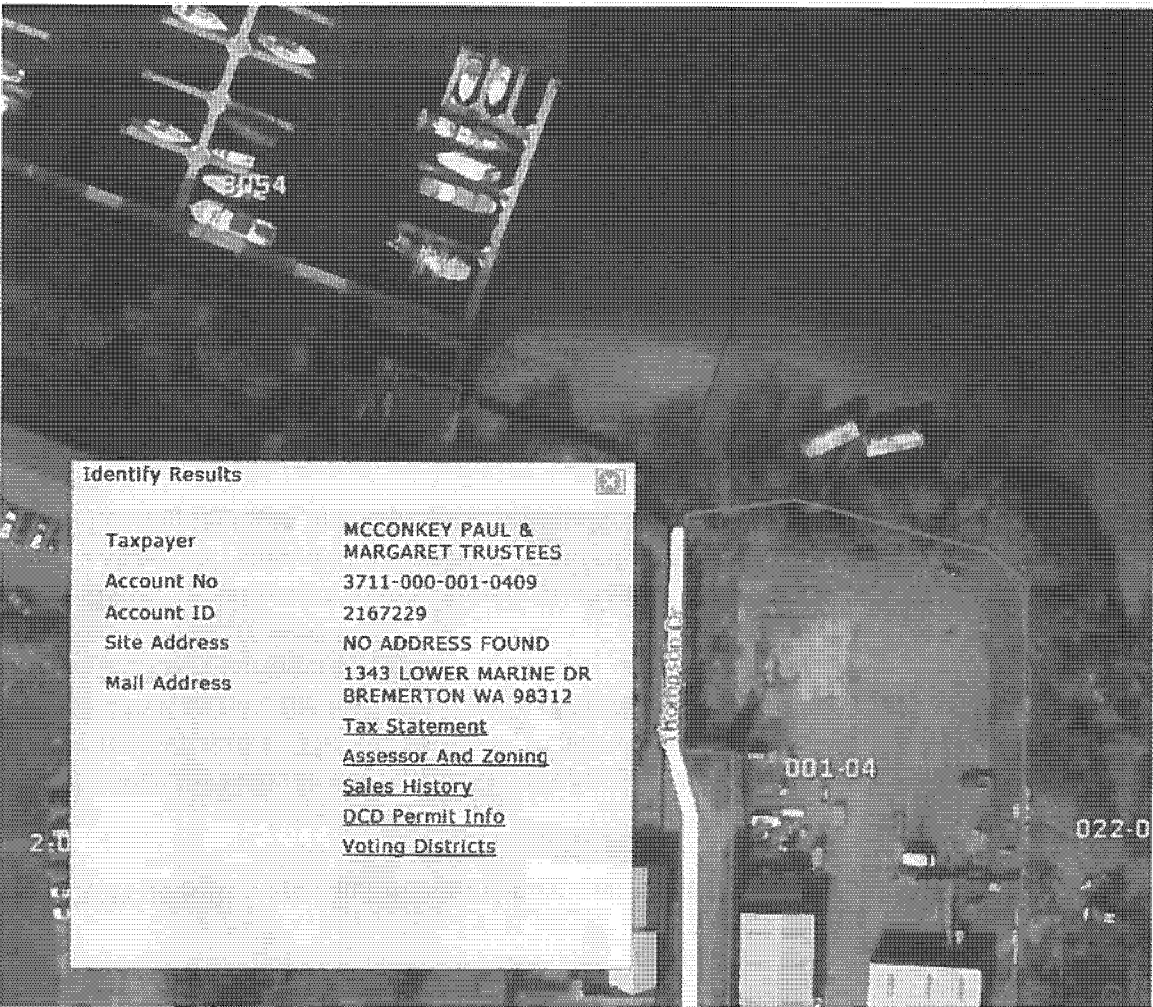 3054
Identify Results
Taxpayer
MCCONKEY PAUL &
MARGARET TRUSTEES
Account No
3711-000-001-0409
Account ID
2167229
Site Address
NO ADDRESS FOUND
Mail Address
1343 LOWER MARINE DR
BREMERTON WA 98312
Tax Statement
Assessor And Zoning
Sales History
DCD Permit Info
Voting Districts
001-04
022-0